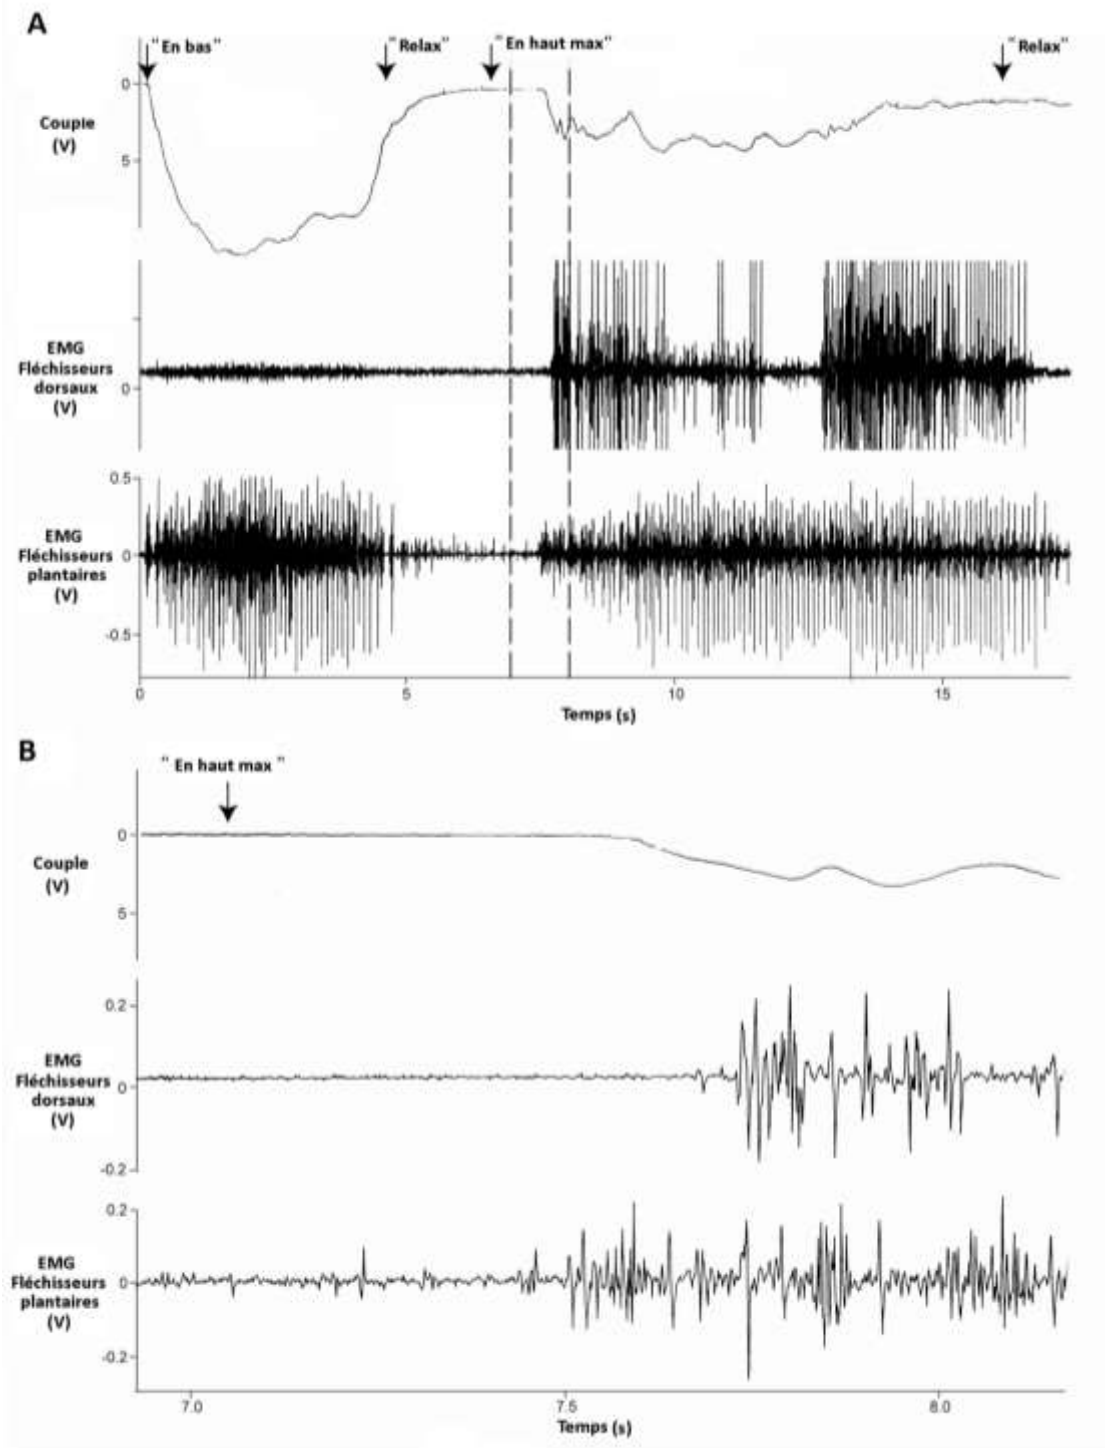 A
"En bas"
"Relax"
"En haut max"
"Relax"
0
Couple
(V)
5
EMG
Fléchisseurs
dorsaux
(V)
0
0.5
EMG
Fléchisseurs
plantaires
(V)
0
-0.5
0
5
10
15
Temps (s)
B
" En haut max "
0
Couple
(V)
5
0.2
EMG
Fléchisseurs
dorsaux
(V)
0
-0.2
0.2
EMG
Fléchisseurs
plantaires
(V)
0
-0.2
7.0
7.5
8.0
Temps (s)